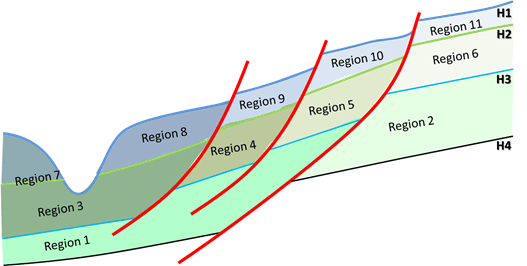 H1
Region 11
H2
Region 10
Region 6
H3
Region 9
Region 5
Region 8
Region 2
Region 4
H4
Region 7
Region 3
Region 1